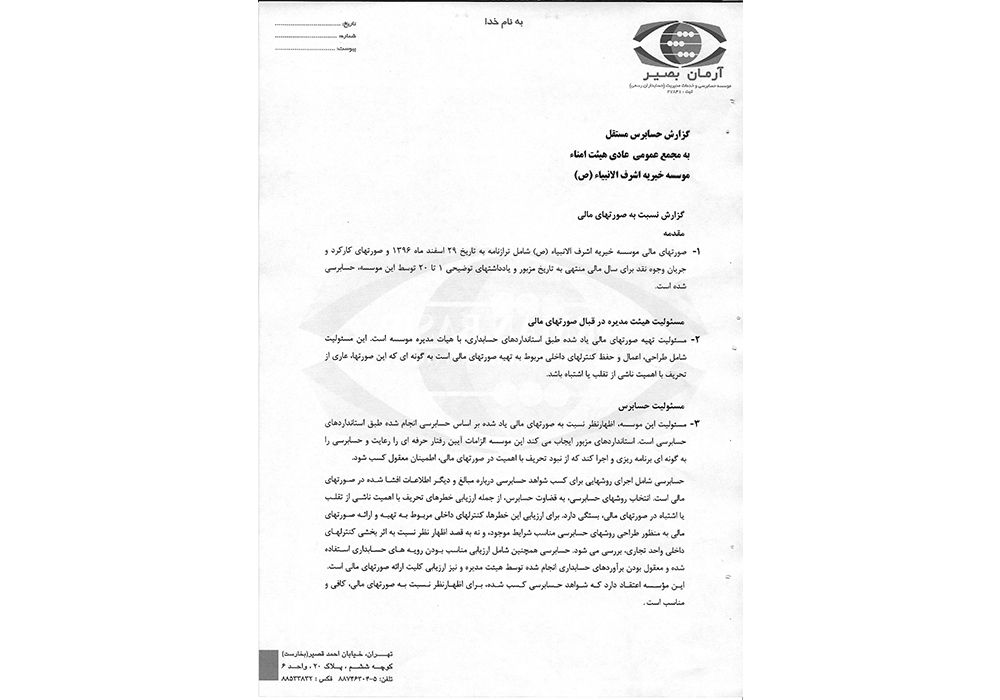 به نام خدا
تاریخ:
شماره:
پیوست:
آرمان بصیر
موسسه حسابرسی و خدمات مدیریت (حسابداران رسمی)
گزارش حسابرس مستقل
به مجمع عمومی عادی هیئت امناء
موسسه خیریه اشرف الانبیاء (ص)
گزارش نسبت به صورتهای مالی
مقدمه
۱- صورتهای مالی موسسه خیریه اشرف الانبیاء (ص) شامل ترازنامه به تاریخ ۲۹ اسفند ماه ۱۳۹۶ و صورتهای کارکرد و
جریان وجوه نقد برای سال مالی منتهی به تاریخ مزبور و یادداشتهای توضیحی ۱ تا ۲۰ توسط این موسسه، حسابرسی
شده است.
مسئولیت هیئت مدیره در قبال صورتهای مالی
۲- مسئولیت تهیه صورتهای مالی یاد شده طبق استانداردهای حسابداری، با هیات مدیره موسسه است. این مسئولیت
شامل طراحی، اعمال و حفظ کنترلهای داخلی مربوط به تهیه صورتهای مالی است به گونه ای که این صورتها، عاری از
تحریف با اهمیت ناشی از تقلب یا اشتباه باشد.
مسئولیت حسابرس
۳- مسئولیت این موسسه، اظهارنظر نسبت به صورتهای مالی یاد شده بر اساس حسابرسی انجام شده طبق استانداردهای
حسابرسی است. استانداردهای مزبور ایجاب می کند این موسسه الزامات آیین رفتار حرفه ای را رعایت و حسابرسی را
به گونه ای برنامه ریزی و اجرا کند که از نبود تحریف با اهمیت در صورتهای مالی، اطمینان معقول کسب شود.
حسابرسی شامل اجرای روشهایی برای کسب شواهد حسابرسی درباره مبالغ و دیگر اطلاعات افشا شده در صورتهای
مالی است. انتخاب روشهای حسابرسی، به قضاوت حسابرس، از جمله ارزیابی خطرهای تحریف با اهمیت ناشی از تقلب
یا اشتباه در صورتهای مالی، بستگی دارد. برای ارزیابی این خطرها، کنترلهای داخلی مربوط به تهیه و ارائه صورتهای
مالی به منظور طراحی روشهای حسابرسی مناسب شرایط موجود، و نه به قصد اظهار نظر نسبت به اثر بخشی کنترلهای
داخلی واحد تجاری، بررسی می شود. حسابرسی همچنین شامل ارزیابی مناسب بودن رویه های حسابداری استفاده
شده و معقول بودن برآوردهای حسابداری انجام شده توسط هیئت مدیره و نیز ارزیابی کلیت ارائه صورتهای مالی است.
این مؤسسه اعتقاد دارد که شواهد حسابرسی کسب شده، برای اظهارنظر نسبت به صورتهای مالی، کافی و
مناسب است.
تهران، خیابان احمد قصیر(بخارست)
کوچه ششم ، پلاک ۲۰ ، واحد ۶
تلفن: ۵-۸۸۷۴۶۳۰۴ فکس : ۸۸۵۳۳۸۳۲